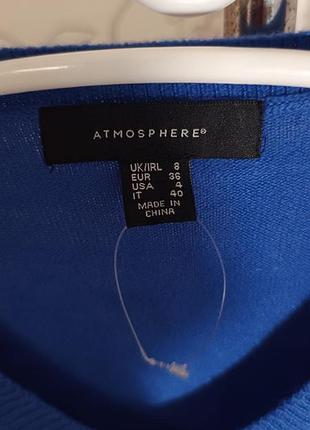 ATMOSPHERE®
UK/IRL 8
EUR 36
USA 4
IT 40
MADE IN
CHINA